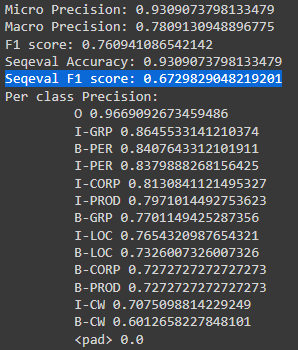 Micro Precision: 0.9309073798133479
Macro Precision: 0.7809130948896775
F1 score: 0.760941086542142
Seqeval Accuracy: 0.9309073798133479
Seqeval F1 score: 0.6729829048219201
Per class Precision:
O 0.9669092673459486
I-GRP 0.8645533141210374
B-PER 0.8407643312101911
I-PER 0.8379888268156425
I-CORP 0.8130841121495327
I-PROD 0.7971014492753623
B-GRP 0.7701149425287356
I-LOC 0.7654320987654321
B-LOC 0.7326007326007326
B-CORP 0.7272727272727273
B-PROD 0.7272727272727273
I-CW 0.7075098814229249
B-CW 0.6012658227848101
<pad> 0.0